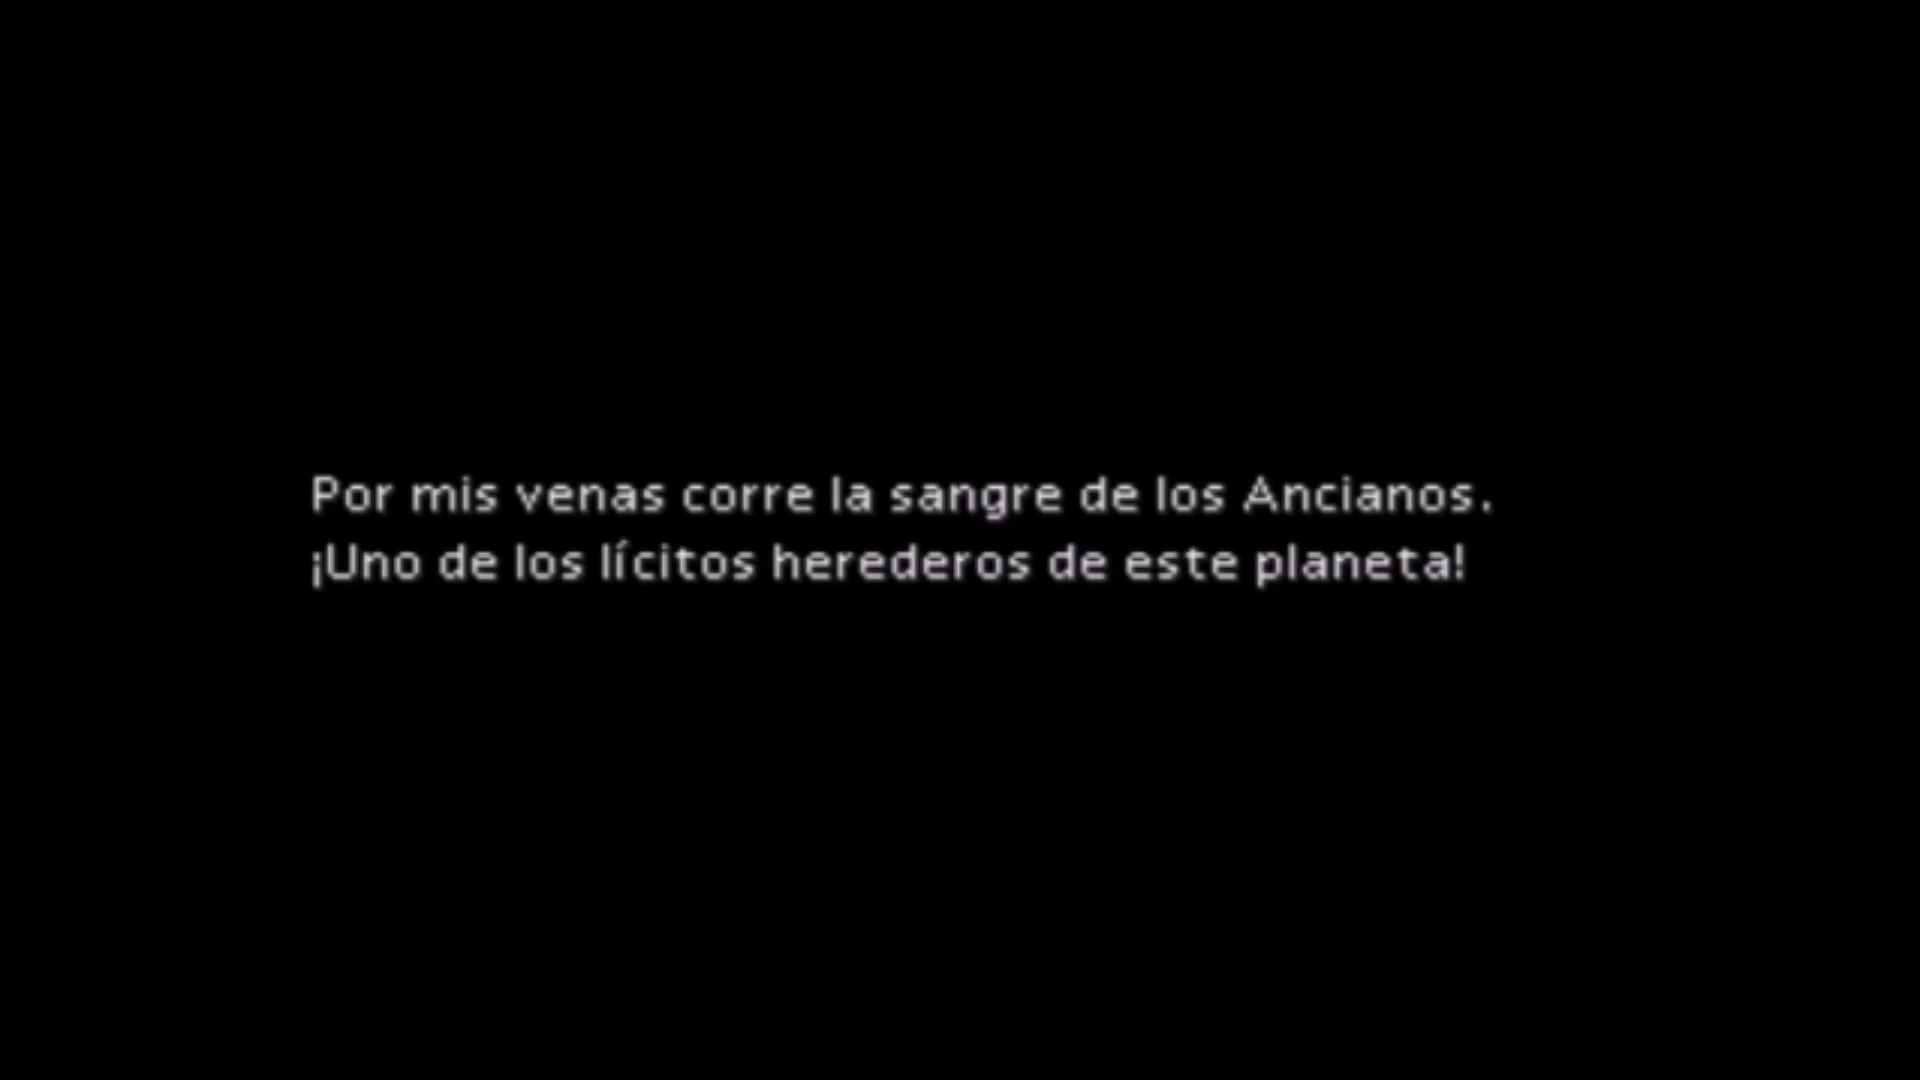 Por mis venas corre la sangre de los Ancianos.
¡Uno de los lícitos herederos de este planeta!